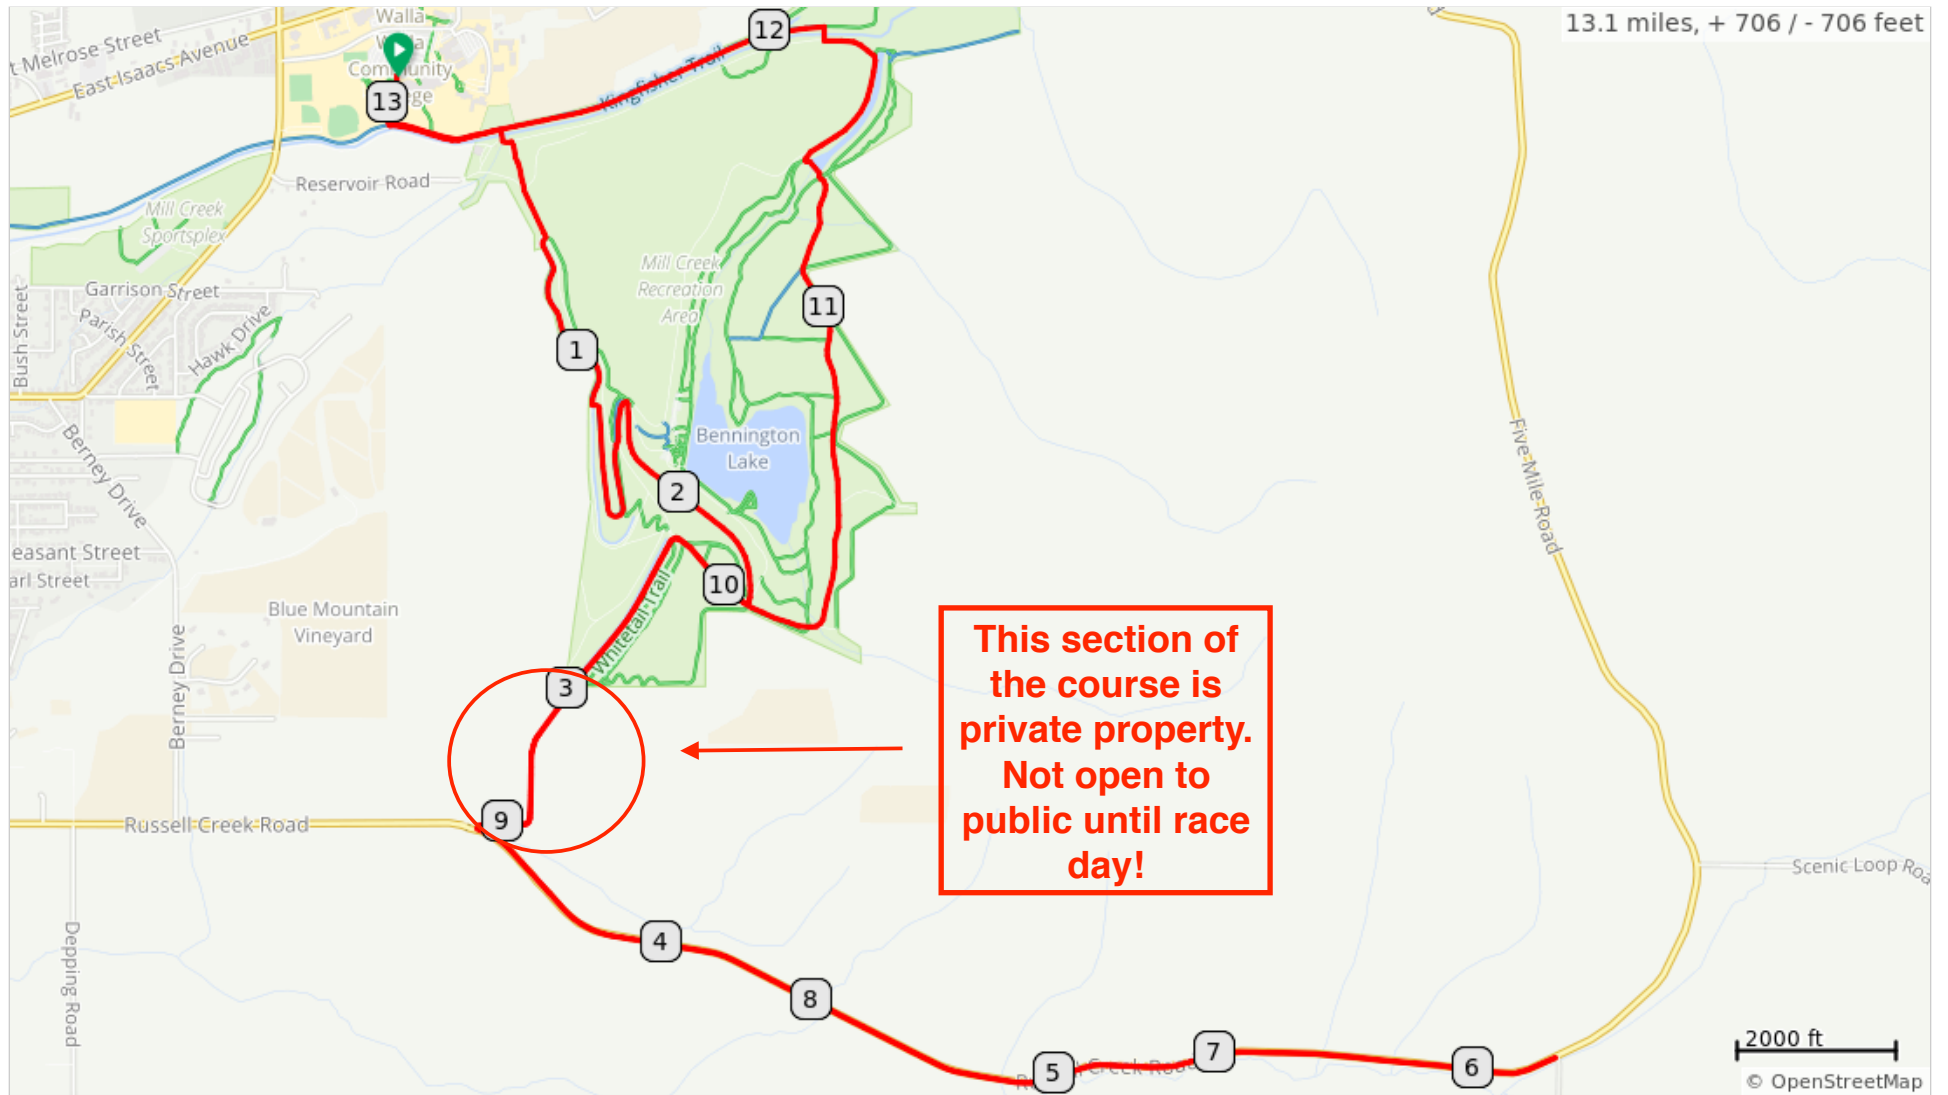 13.1 miles, + 706 / - 706 feet
t Melrose Street
East Isaacs Avenue
Walla
Walla
Community
College
12
13
Kingfisher Trail
Reservoir Road
Mill Creek
Sportsplex
Garrison Street
Parish Street
Hawk Drive
Bush Street
Mill Creek
Recreation
Area
11
1
Berney Drive
Bennington
Lake
2
easant Street
arl Street
Blue Mountain
Vineyard
Berney Drive
10
Whitetail Trail
3
Five Mile Road
This section of
the course is
private property.
Not open to
public until race
day!
9
Russell Creek Road
Scenic Loop Roa
Depping Road
4
8
5
Creek Roa
7
6
2000 ft
© OpenStreetMap